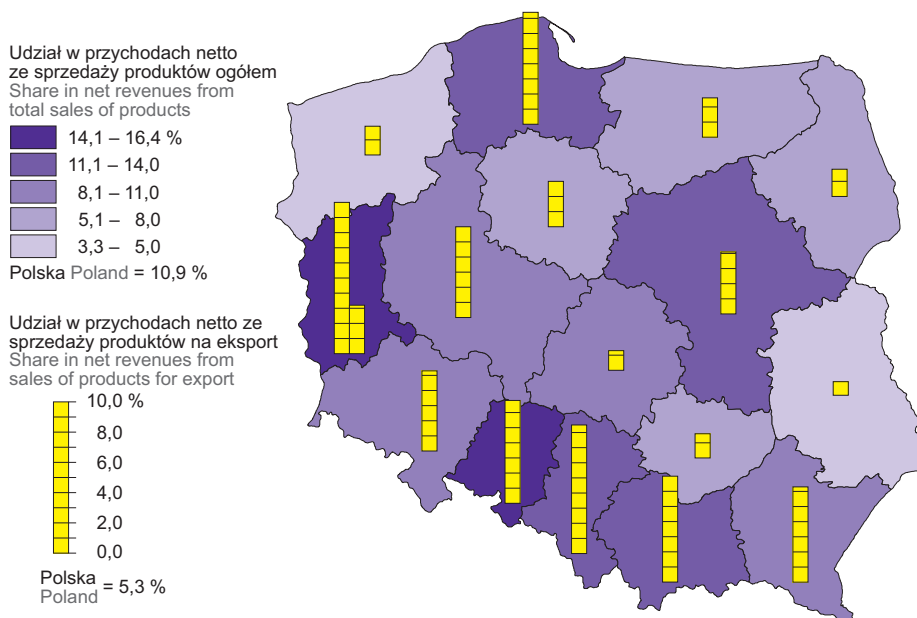 Udział w przychodach netto
ze sprzedaży produktów ogółem
Share in net revenues from
total sales of products
14,1 – 16,4 %
11,1 – 14,0
8,1 – 11,0
5,1 – 8,0
3,3 – 5,0
Polska Poland = 10,9 %
Udział w przychodach netto ze
sprzedaży produktów na eksport
Share in net revenues from
sales of products for export
10,0 %
8,0
6,0
4,0
2,0
0,0
Polska
Poland = 5,3 %